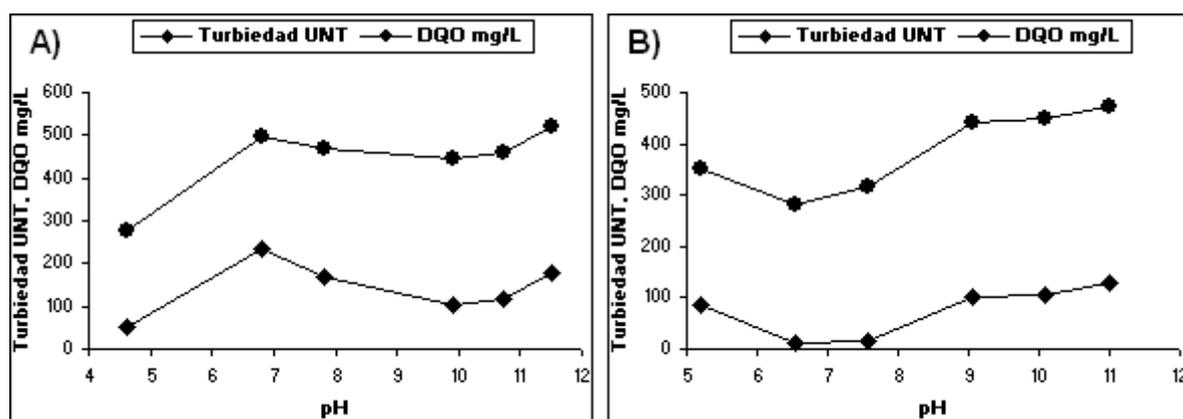 A)
Turbiedad UNT DQO mg/L
Turbiedad UNT, DQO mg/L
600
500
400
300
200
100
0
4 5 6 7 8 9 10 11 12
pH
B)
Turbiedad UNT DQO mg/L
Turbiedad UNT, DQO mg/L
500
400
300
200
100
0
5 6 7 8 9 10 11 12
pH